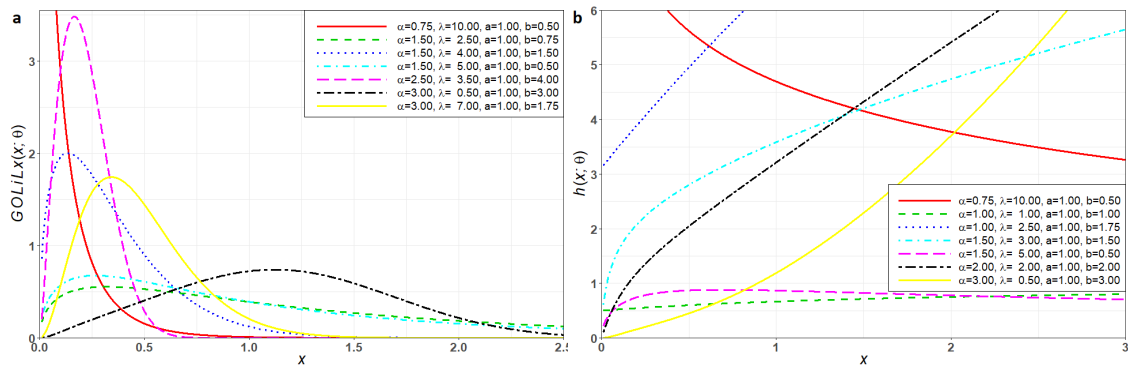 a
GOLiLx(x; θ)
3
2
1
0
0.0
0.5
1.0
1.5
2.0
2.5
x
α=0.75, λ=10.00, a=1.00, b=0.50
α=1.50, λ= 2.50, a=1.00, b=0.75
α=1.50, λ= 4.00, a=1.00, b=1.50
α=1.50, λ= 5.00, a=1.00, b=0.50
α=2.50, λ= 3.50, a=1.00, b=4.00
α=3.00, λ= 0.50, a=1.00, b=3.00
α=3.00, λ= 7.00, a=1.00, b=1.75
b
h(x; θ)
6
5
4
3
2
1
0
0
1
2
3
x
α=0.75, λ=10.00, a=1.00, b=0.50
α=1.00, λ= 1.00, a=1.00, b=1.00
α=1.00, λ= 2.50, a=1.00, b=1.75
α=1.50, λ= 3.00, a=1.00, b=1.50
α=1.50, λ= 5.00, a=1.00, b=0.50
α=2.00, λ= 2.00, a=1.00, b=2.00
α=3.00, λ= 0.50, a=1.00, b=3.00